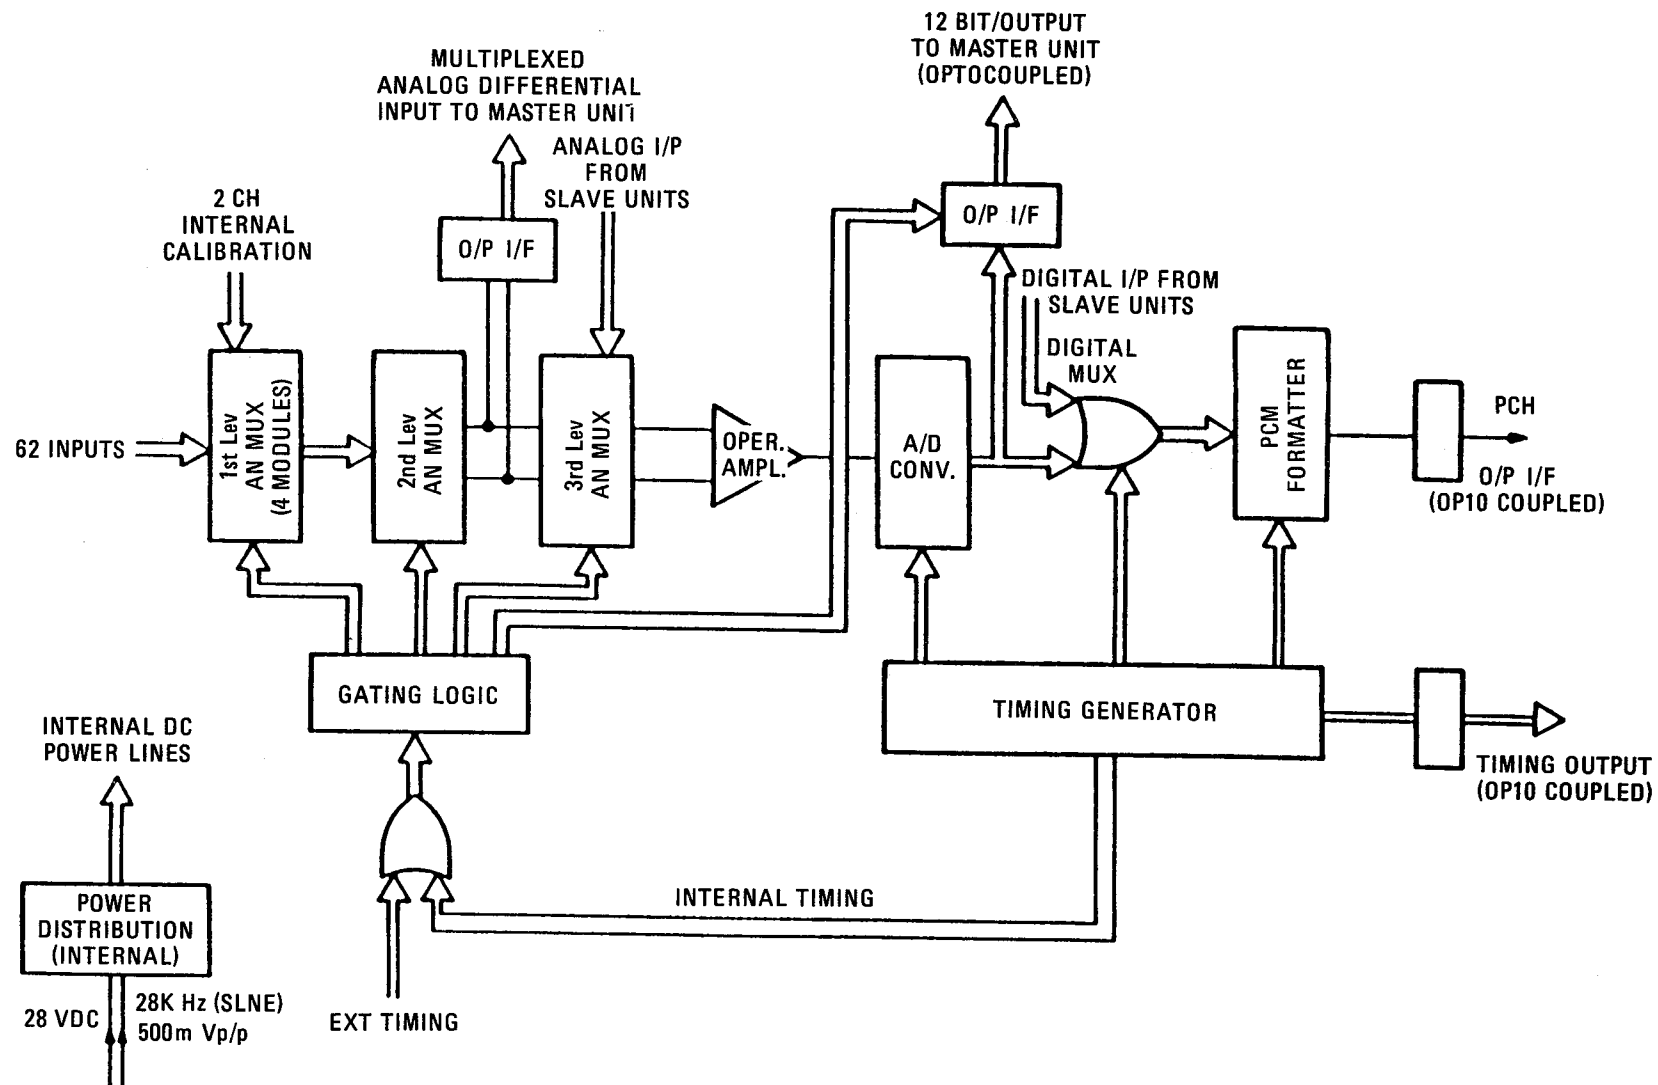 12 BIT/OUTPUT
TO MASTER UNIT
(OPTOCOUPLED)
MULTIPLEXED
ANALOG DIFFERENTIAL
INPUT TO MASTER UNIT
ANALOG I/P
FROM
SLAVE UNITS
2 CH
INTERNAL
CALIBRATION
O/P I/F
O/P I/F
DIGITAL I/P FROM
SLAVE UNITS
DIGITAL
MUX
62 INPUTS
1st Lev
AN MUX
(4 MODULES)
2nd Lev
AN MUX
3rd Lev
AN MUX
OPER.
AMPL.
A/D
CONV.
PCM
FORMATTER
PCH
O/P I/F
(OP10 COUPLED)
GATING LOGIC
TIMING GENERATOR
TIMING OUTPUT
(OP10 COUPLED)
INTERNAL DC
POWER LINES
INTERNAL TIMING
POWER
DISTRIBUTION
(INTERNAL)
28 VDC
28K Hz (SLNE)
500m Vp/p
EXT TIMING